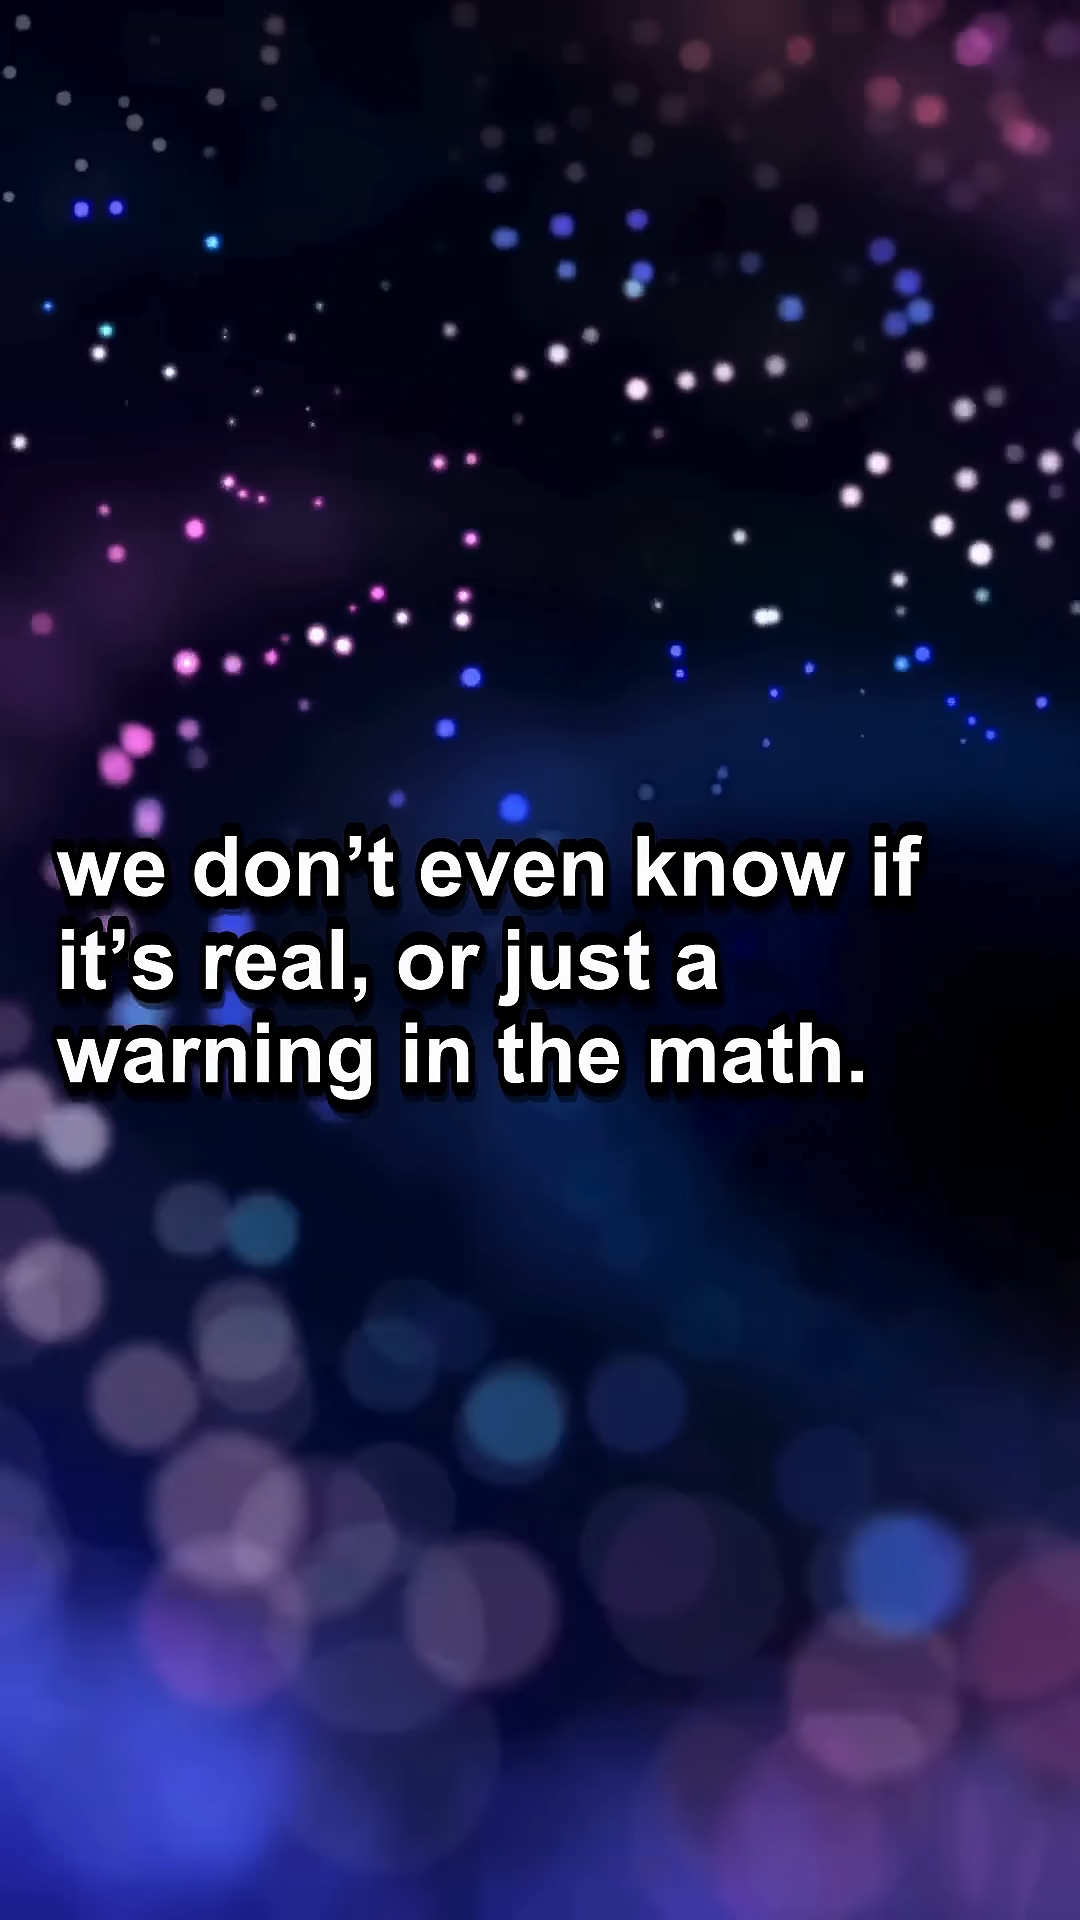 we don’t even know if
it’s real, or just a
warning in the math.